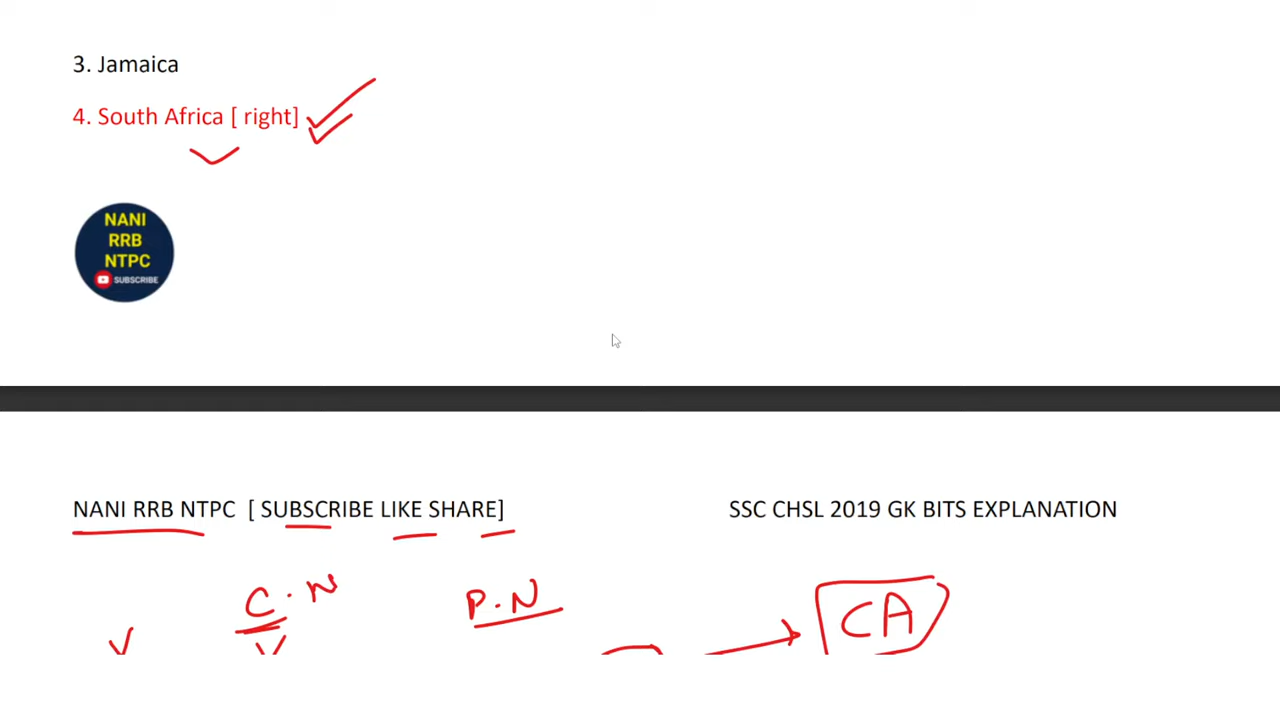 3. Jamaica
4. South Africa [ right]
NANI
RRB
NTPC
SUBSCRIBE
NANI RRB NTPC [ SUBSCRIBE LIKE SHARE]
SSC CHSL 2019 GK BITS EXPLANATION
C.N
P.N
CA